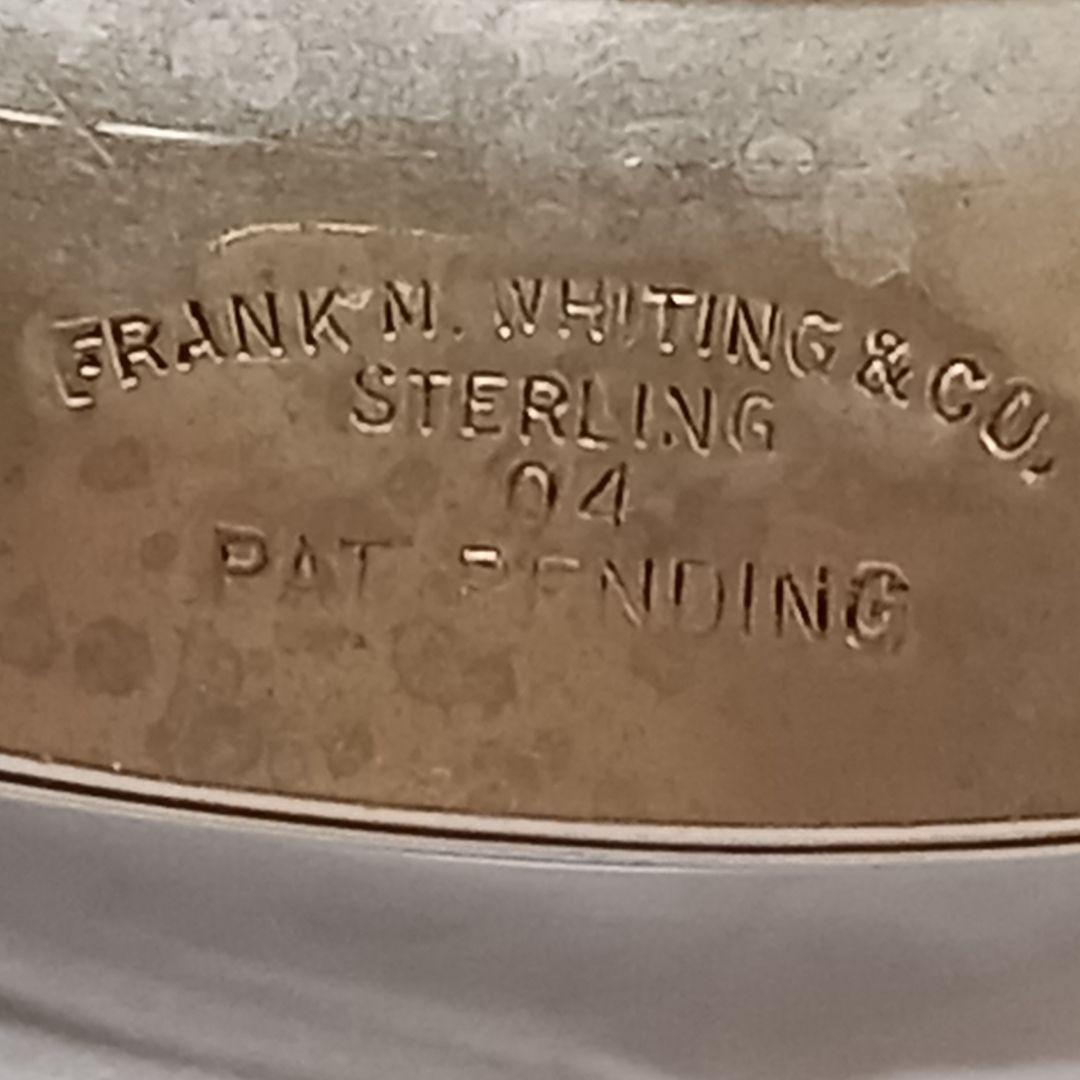 FRANK M. WHITING & CO.
STERLING
04
PAT PENDING